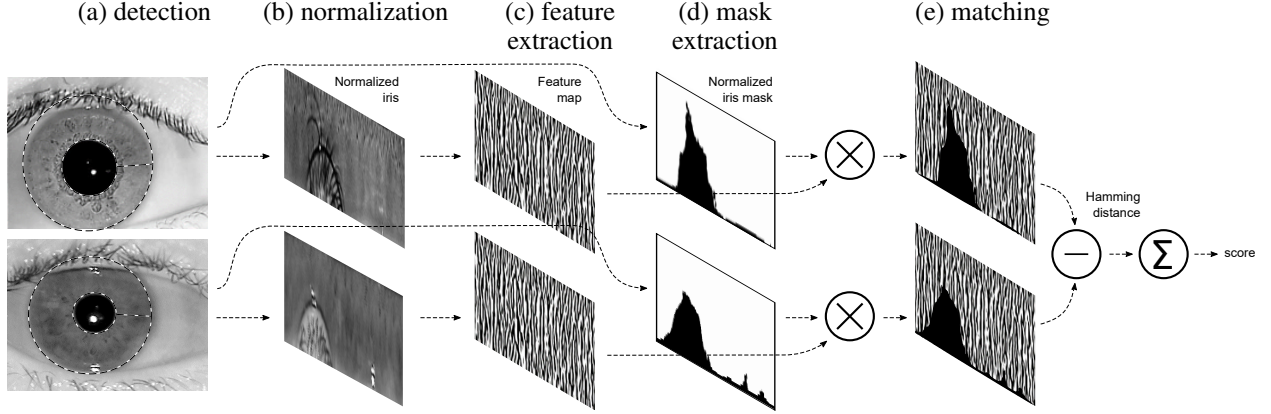 (a) detection
(b) normalization
(c) feature
extraction
(d) mask
extraction
(e) matching
Normalized
iris
Feature
map
Normalized
iris mask
Hamming
distance
Σ
score